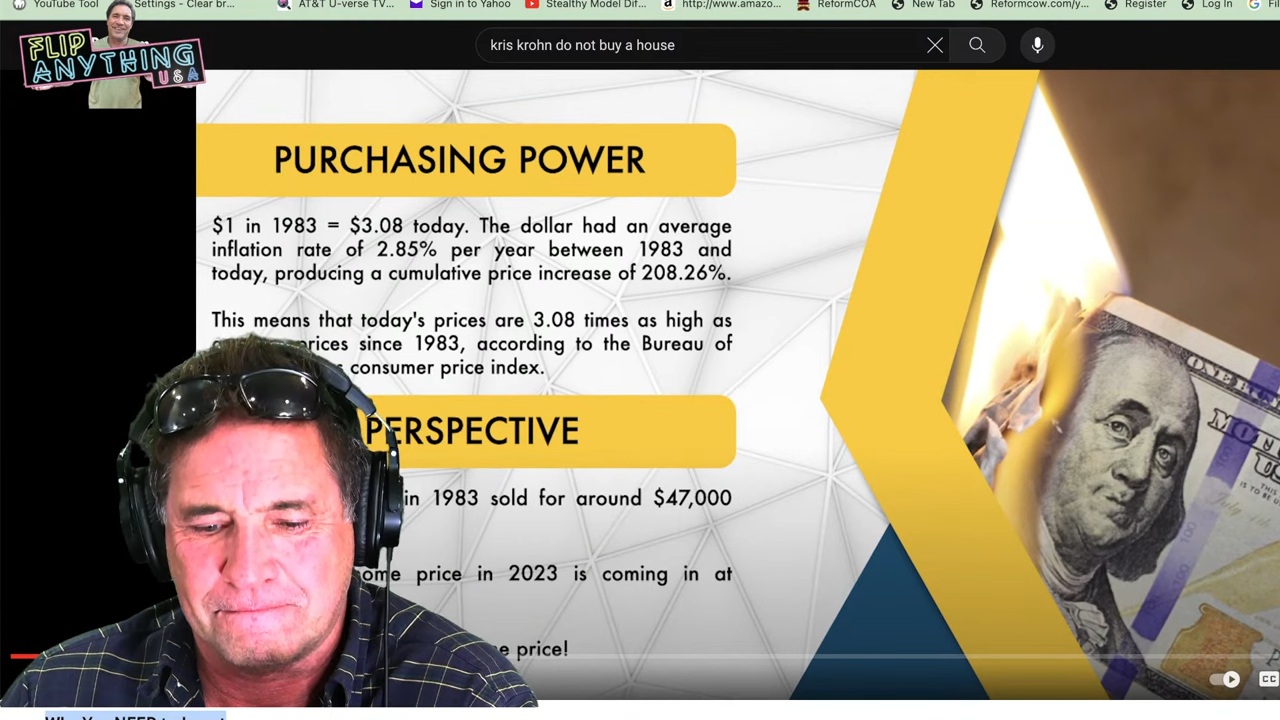 YouTube Tool
Settings - Clear br...
AT&T U-verse TV...
Sign in to Yahoo
Stealthy Model Dif...
http://www.amazo...
ReformCOA
New Tab
Reformcow.com/y...
Register
Log In
FLIP
ANYTHING
USA
kris krohn do not buy a house
PURCHASING POWER
$1 in 1983 = $3.08 today. The dollar had an average
inflation rate of 2.85% per year between 1983 and
today, producing a cumulative price increase of 208.26%.
This means that today's prices are 3.08 times as high as
prices since 1983, according to the Bureau of
consumer price index.
PERSPECTIVE
in 1983 sold for around $47,000
price in 2023 is coming in at
price!
CC